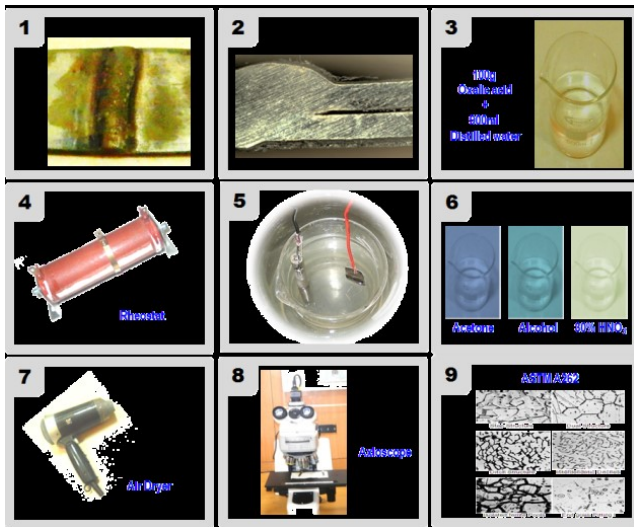 1
2
3
100g
Oxalic acid
+
900ml
Distilled water
4
Rheostat
5
6
Acetone
Alcohol
30% HNO₃
7
Air Dryer
8
Axioscope
9
ASTM A262